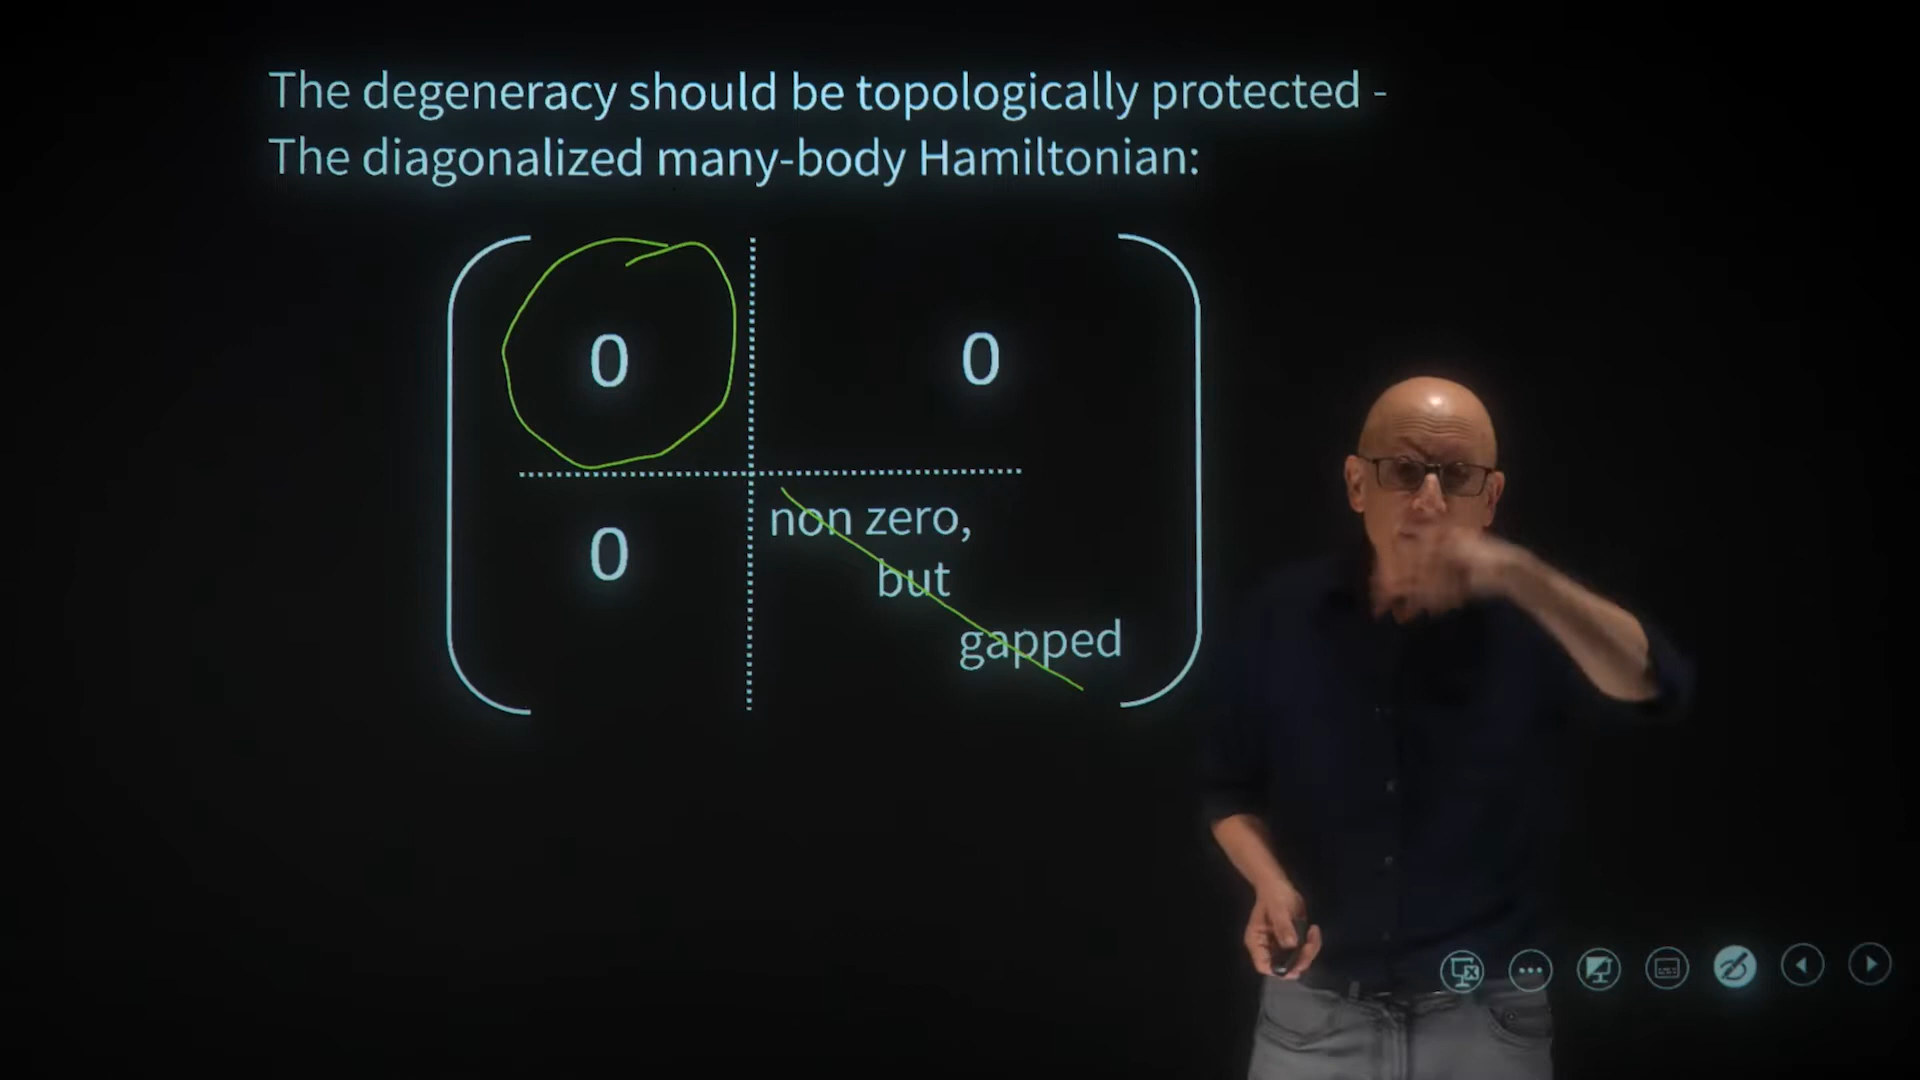 The degeneracy should be topologically protected -
The diagonalized many-body Hamiltonian:
0 0
0 non zero,
but
gapped